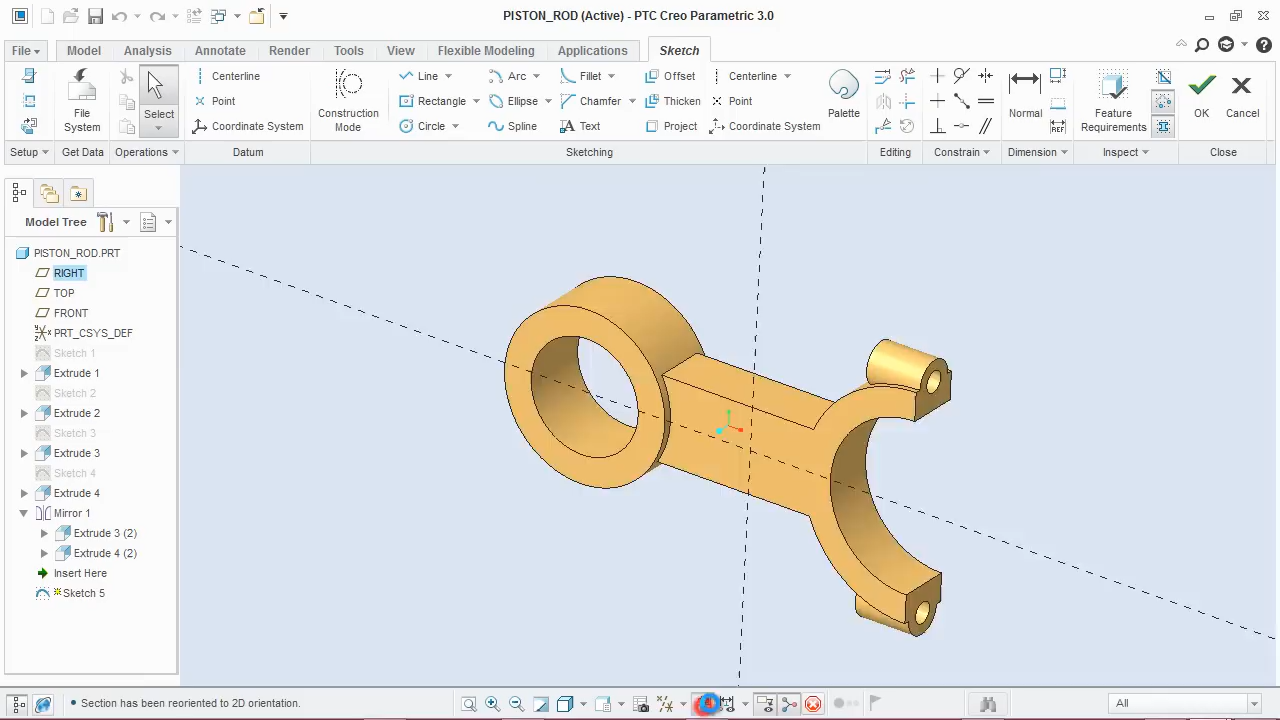 PISTON_ROD (Active) - PTC Creo Parametric 3.0
File Model Analysis Annotate Render Tools View Flexible Modeling Applications Sketch
Centerline Line Arc Fillet Offset Centerline
Point Rectangle Ellipse Chamfer Thicken Point
Coordinate System Circle Spline Text Project Coordinate System
File System Select Construction Mode Palette Normal Feature Requirements OK Cancel
REF
Setup Get Data Operations Datum Sketching Editing Constrain Dimension Inspect Close
Model Tree
PISTON_ROD.PRT
RIGHT
TOP
FRONT
PRT_CSYS_DEF
Sketch 1
Extrude 1
Sketch 2
Extrude 2
Sketch 3
Extrude 3
Sketch 4
Extrude 4
Mirror 1
Extrude 3 (2)
Extrude 4 (2)
Insert Here
Sketch 5
• Section has been reoriented to 2D orientation.
All